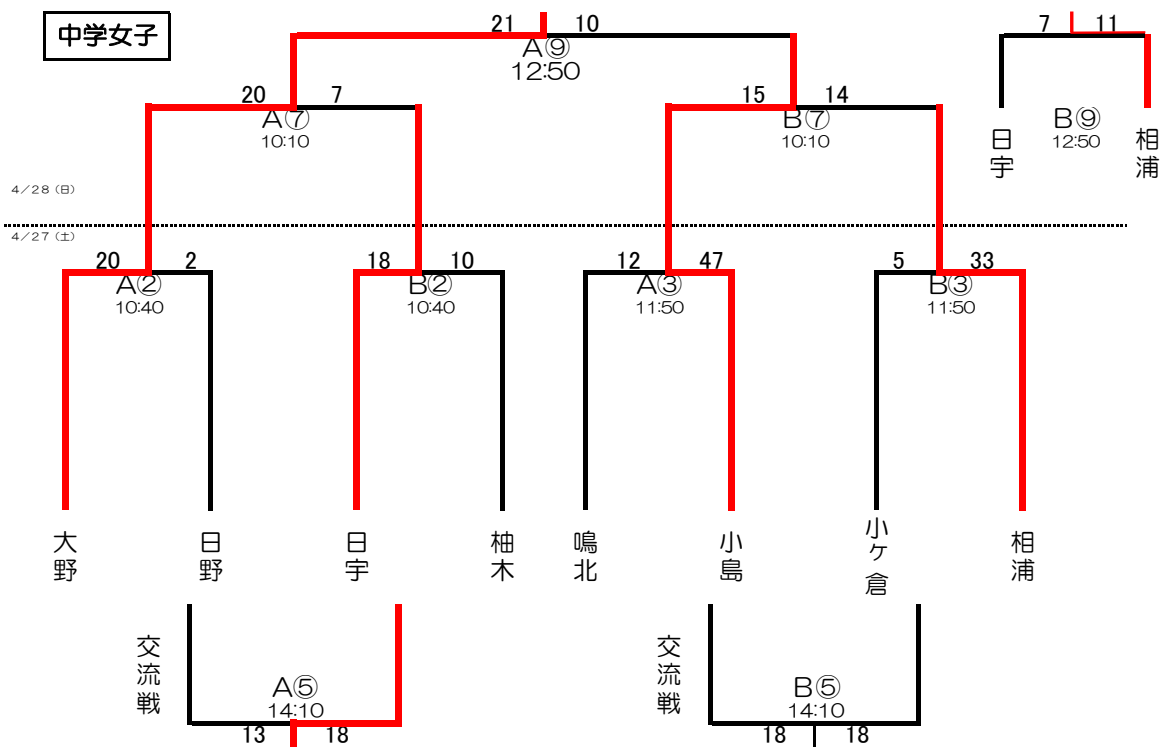 中学女子
21 10
A⑨
12:50
7 11
B⑨
12:50
日宇
相浦
20 7
A⑦
10:10
15 14
B⑦
10:10
4/28(日)
4/27(土)
20 2
A②
10:40
18 10
B②
10:40
12 47
A③
11:50
5 33
B③
11:50
大野
日野
日宇
柚木
鳴北
小島
小ヶ倉
相浦
交流戦
A⑤
14:10
13 18
交流戦
B⑤
14:10
18 18